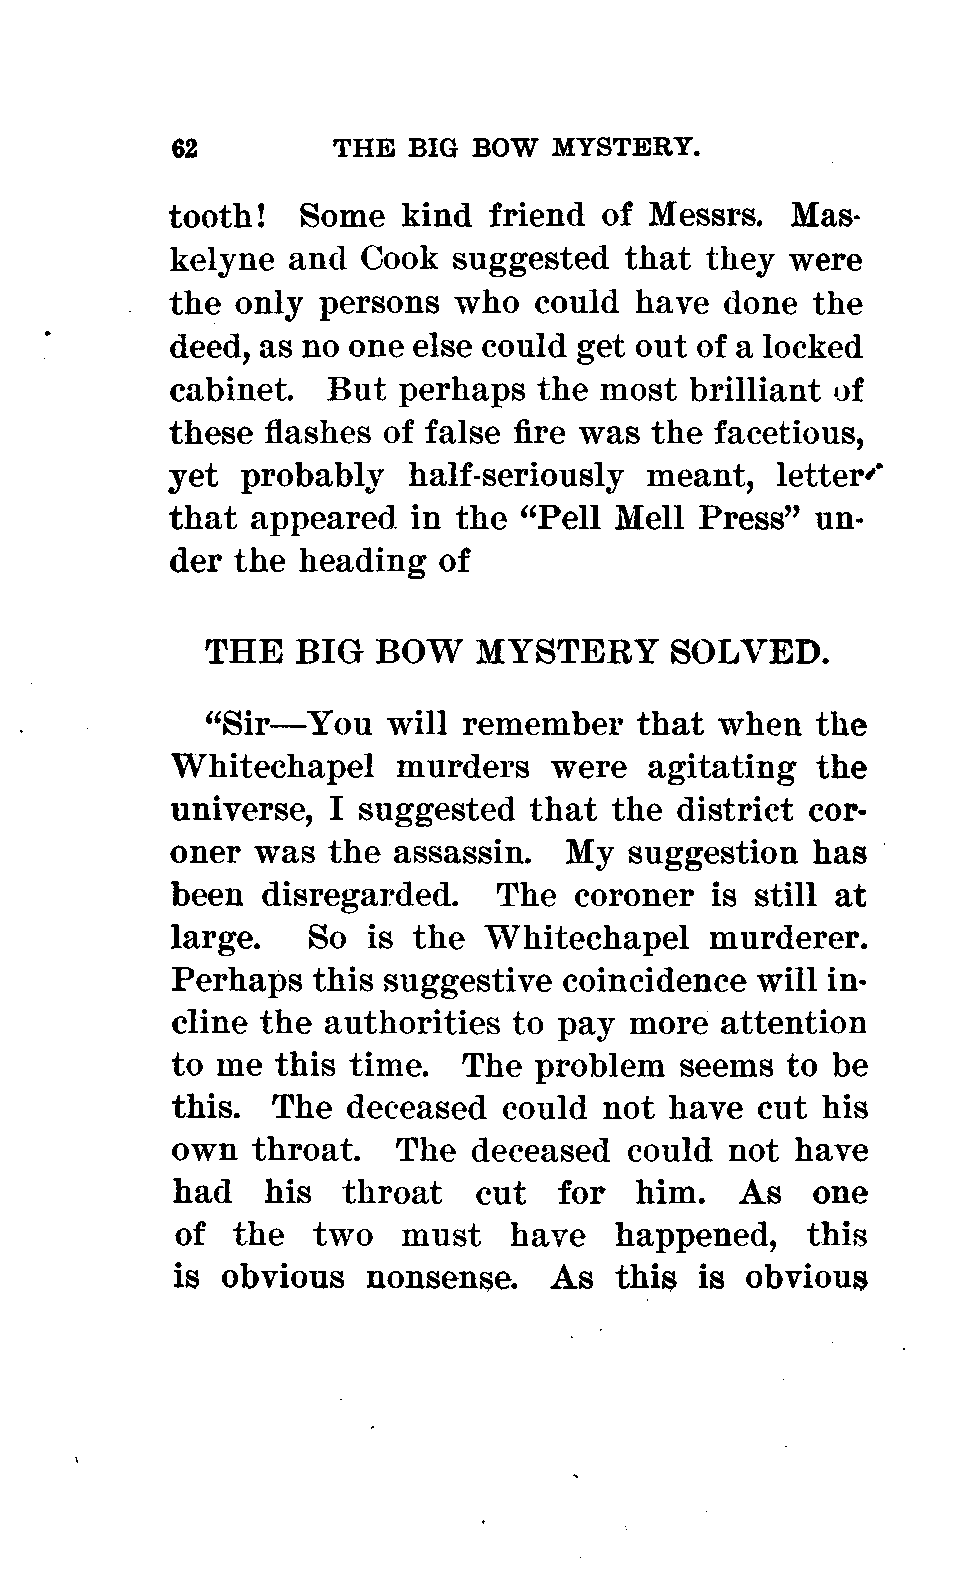 62 THE BIG BOW MYSTERY.
tooth! Some kind friend of Messrs. Mas-
kelyne and Cook suggested that they were
the only persons who could have done the
deed, as no one else could get out of a locked
cabinet. But perhaps the most brilliant of
these flashes of false fire was the facetious,
yet probably half-seriously meant, letter
that appeared in the “Pell Mell Press” un-
der the heading of
THE BIG BOW MYSTERY SOLVED.
“Sir—You will remember that when the
Whitechapel murders were agitating the
universe, I suggested that the district cor-
oner was the assassin. My suggestion has
been disregarded. The coroner is still at
large. So is the Whitechapel murderer.
Perhaps this suggestive coincidence will in-
cline the authorities to pay more attention
to me this time. The problem seems to be
this. The deceased could not have cut his
own throat. The deceased could not have
had his throat cut for him. As one
of the two must have happened, this
is obvious nonsense. As this is obvious